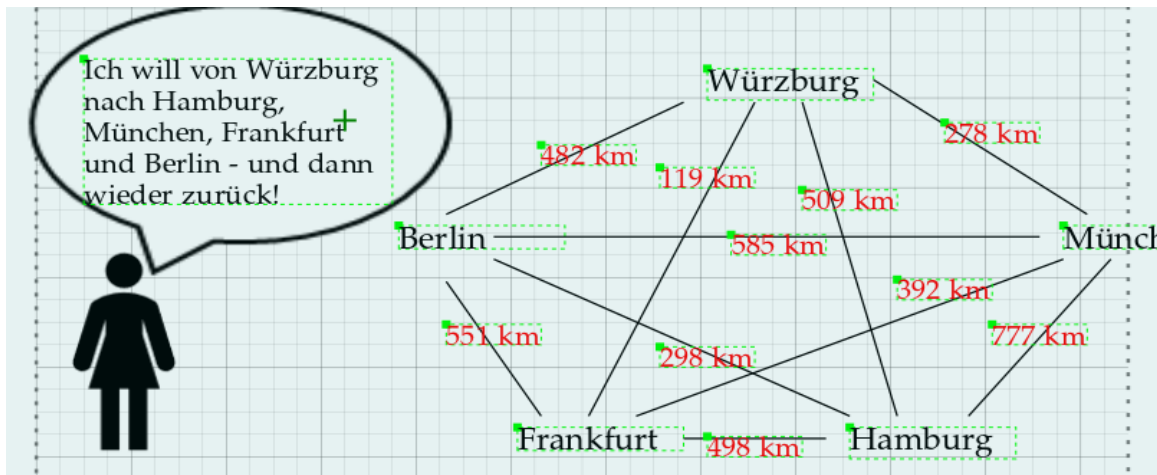 Ich will von Würzburg
nach Hamburg,
München, Frankfurt
und Berlin - und dann
wieder zurück!
Würzburg
278 km
482 km
119 km
509 km
Berlin
585 km
Münch
392 km
551 km
777 km
298 km
Frankfurt
498 km
Hamburg